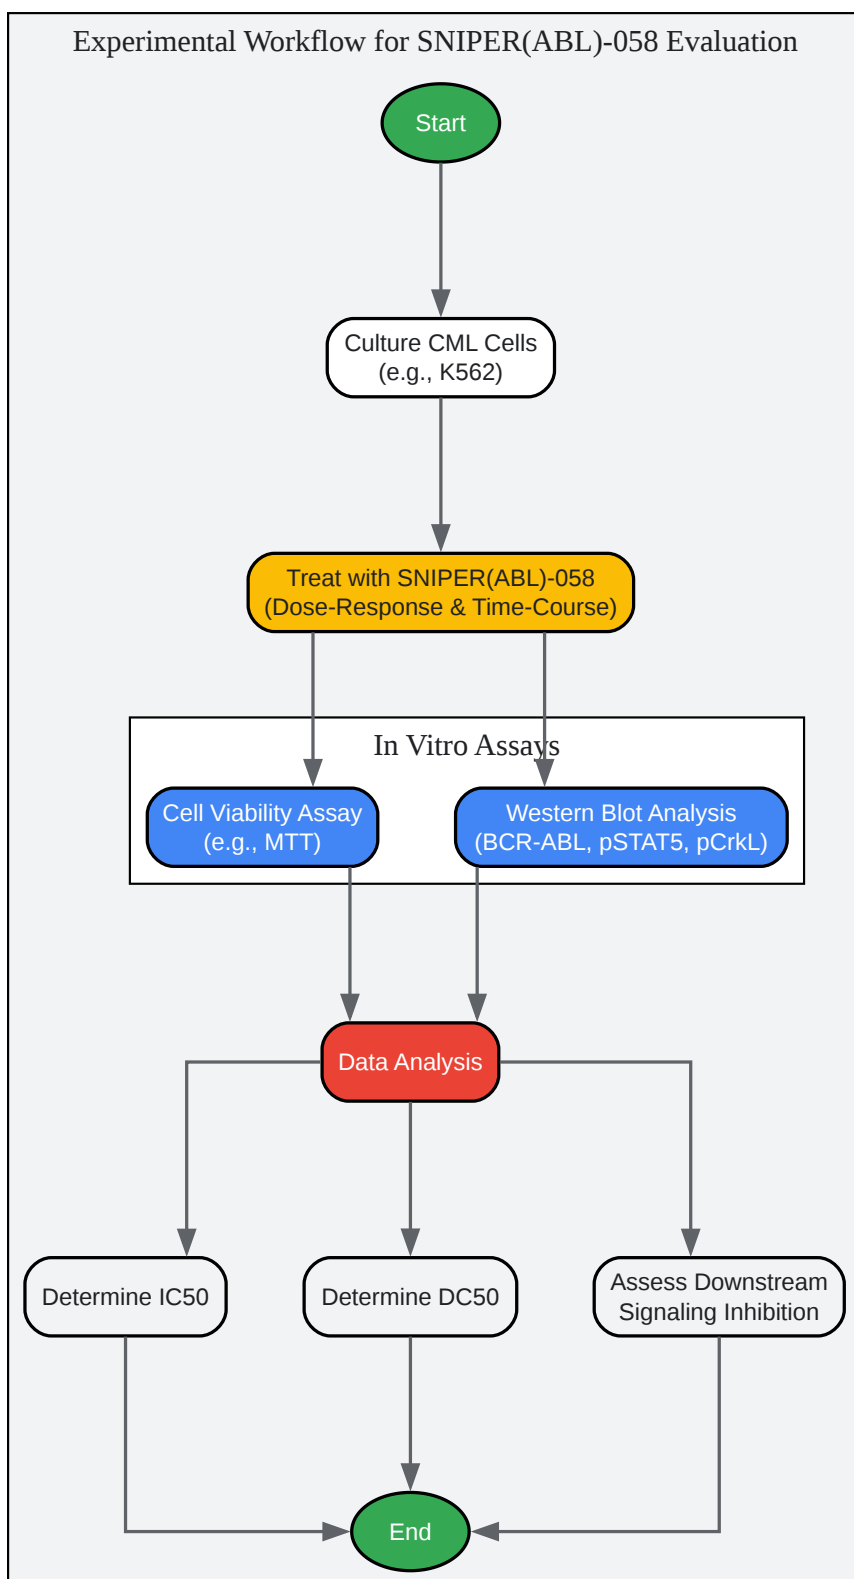 Experimental Workflow for SNIPER(ABL)-058 Evaluation
Start
Culture CML Cells
(e.g., K562)
Treat with SNIPER(ABL)-058
(Dose-Response & Time-Course)
In Vitro Assays
Cell Viability Assay
(e.g., MTT)
Western Blot Analysis
(BCR-ABL, pSTAT5, pCrkL)
Data Analysis
Determine IC50
Determine DC50
Assess Downstream
Signaling Inhibition
End